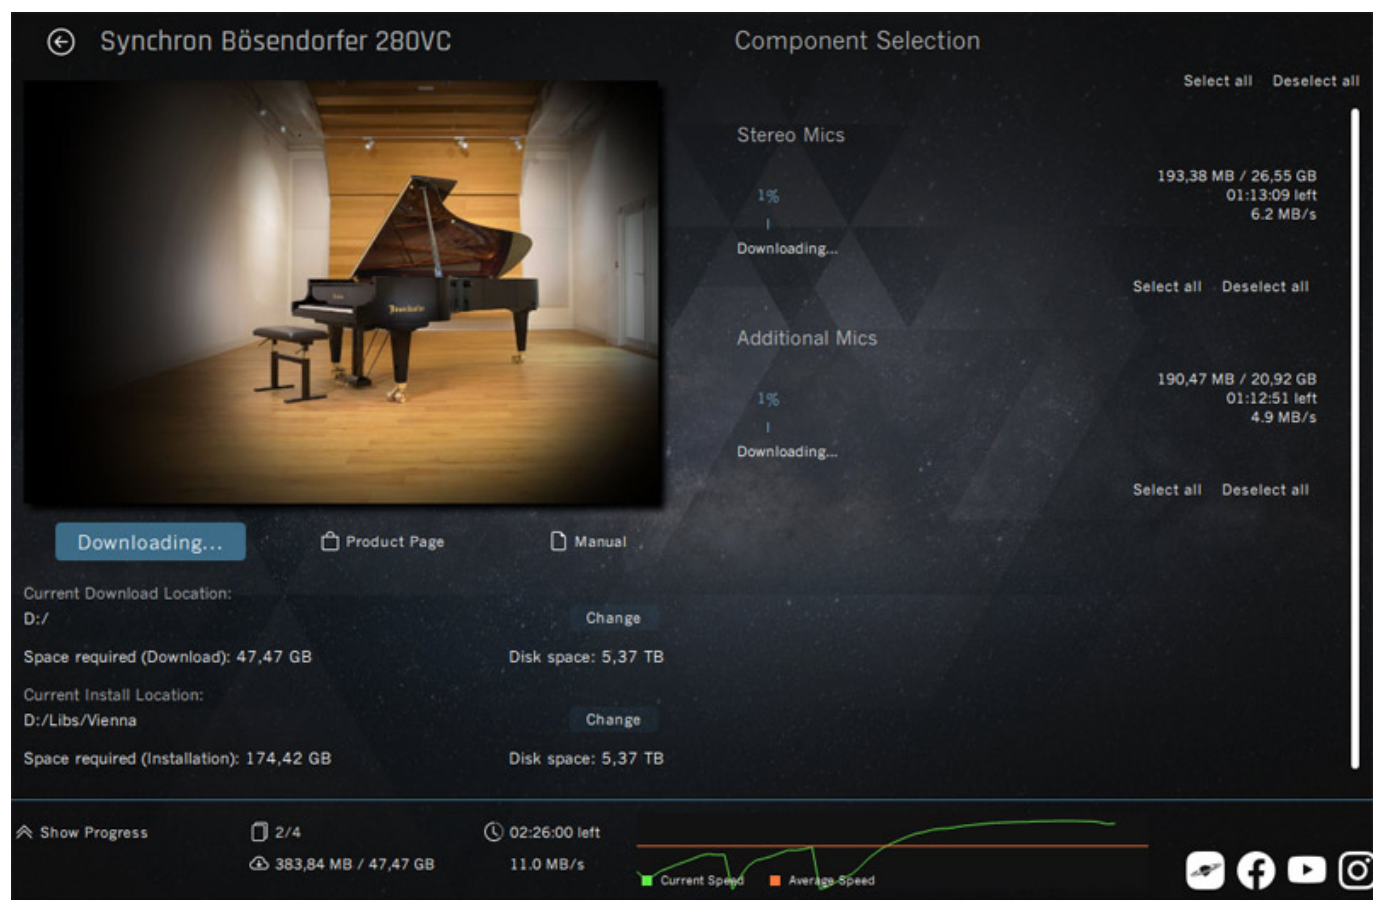 Synchron Bösendorfer 280VC
Component Selection
Select all Deselect all
Stereo Mics
193,38 MB / 26,55 GB
1%
01:13:09 left
6.2 MB/s
Downloading...
Select all Deselect all
Additional Mics
190,47 MB / 20,92 GB
1%
01:12:51 left
4.9 MB/s
Downloading...
Select all Deselect all
Bösendorfer
Downloading...
Product Page
Manual
Current Download Location:
D:/
Change
Space required (Download): 47,47 GB
Disk space: 5,37 TB
Current Install Location:
D:/Libs/Vienna
Change
Space required (Installation): 174,42 GB
Disk space: 5,37 TB
Show Progress
2/4
02:26:00 left
383,84 MB / 47,47 GB
11.0 MB/s
Current Speed
Average Speed